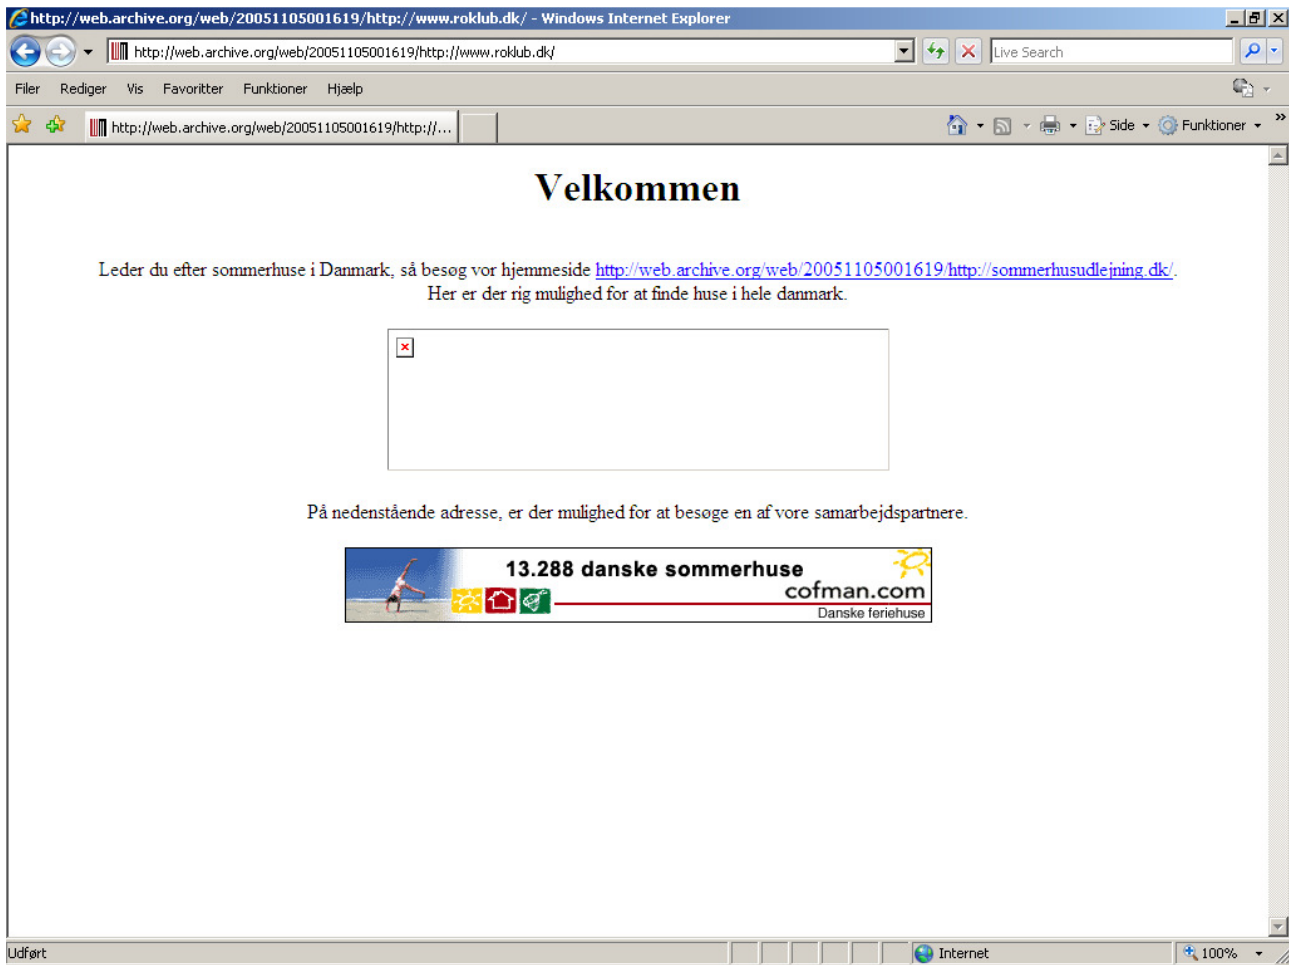 http://web.archive.org/web/20051105001619/http://www.roklub.dk/ - Windows Internet Explorer
http://web.archive.org/web/20051105001619/http://www.roklub.dk/
Live Search
Filer Rediger Vis Favoritter Funktioner Hjælp
http://web.archive.org/web/20051105001619/http://...
Side Funktioner »
Velkommen
Leder du efter sommerhuse i Danmark, så besøg vor hjemmeside http://web.archive.org/web/20051105001619/http://sommerhusudlejning.dk/.
Her er der rig mulighed for at finde huse i hele danmark.
På nedenstående adresse, er der mulighed for at besøge en af vore samarbejdspartnere.
13.288 danske sommerhuse
cofman.com
Danske feriehuse
Udført Internet 100%